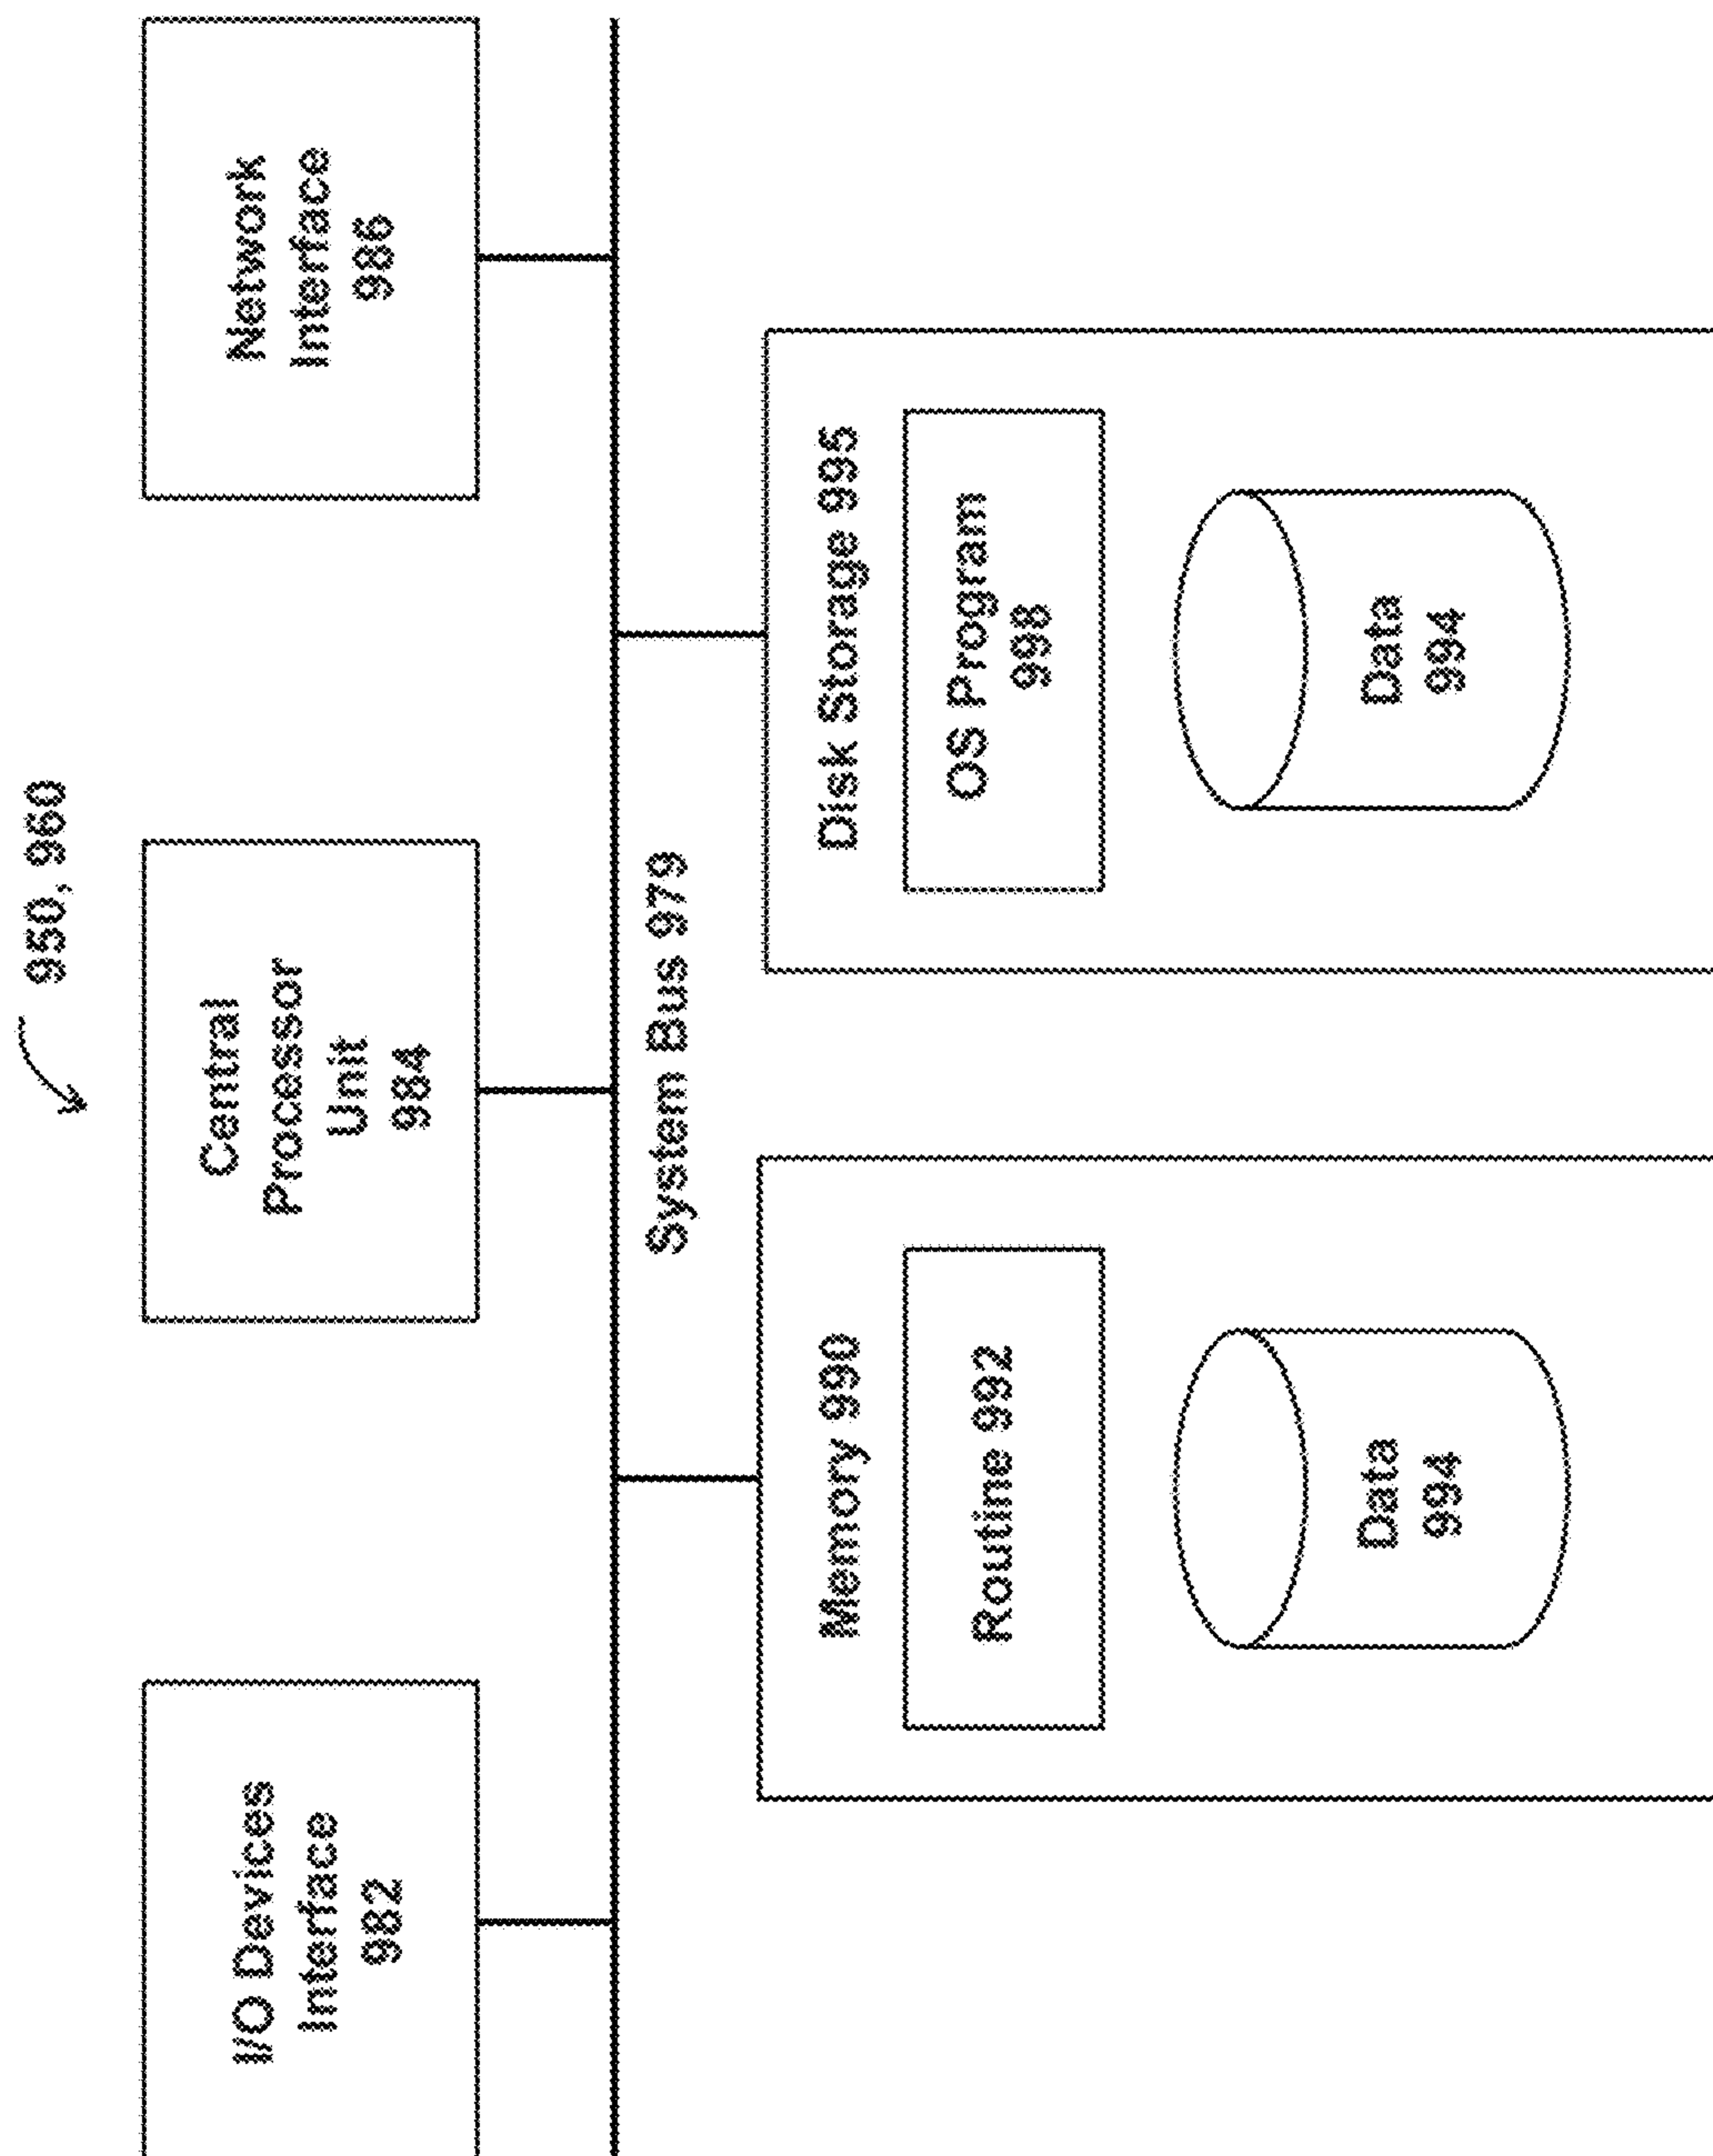 950, 960
I/O Devices
Interface
982
Central
Processor
Unit
984
Network
Interface
986
System Bus 979
Memory 990
Routine 992
Data
994
Disk Storage 995
OS Program
998
Data
994